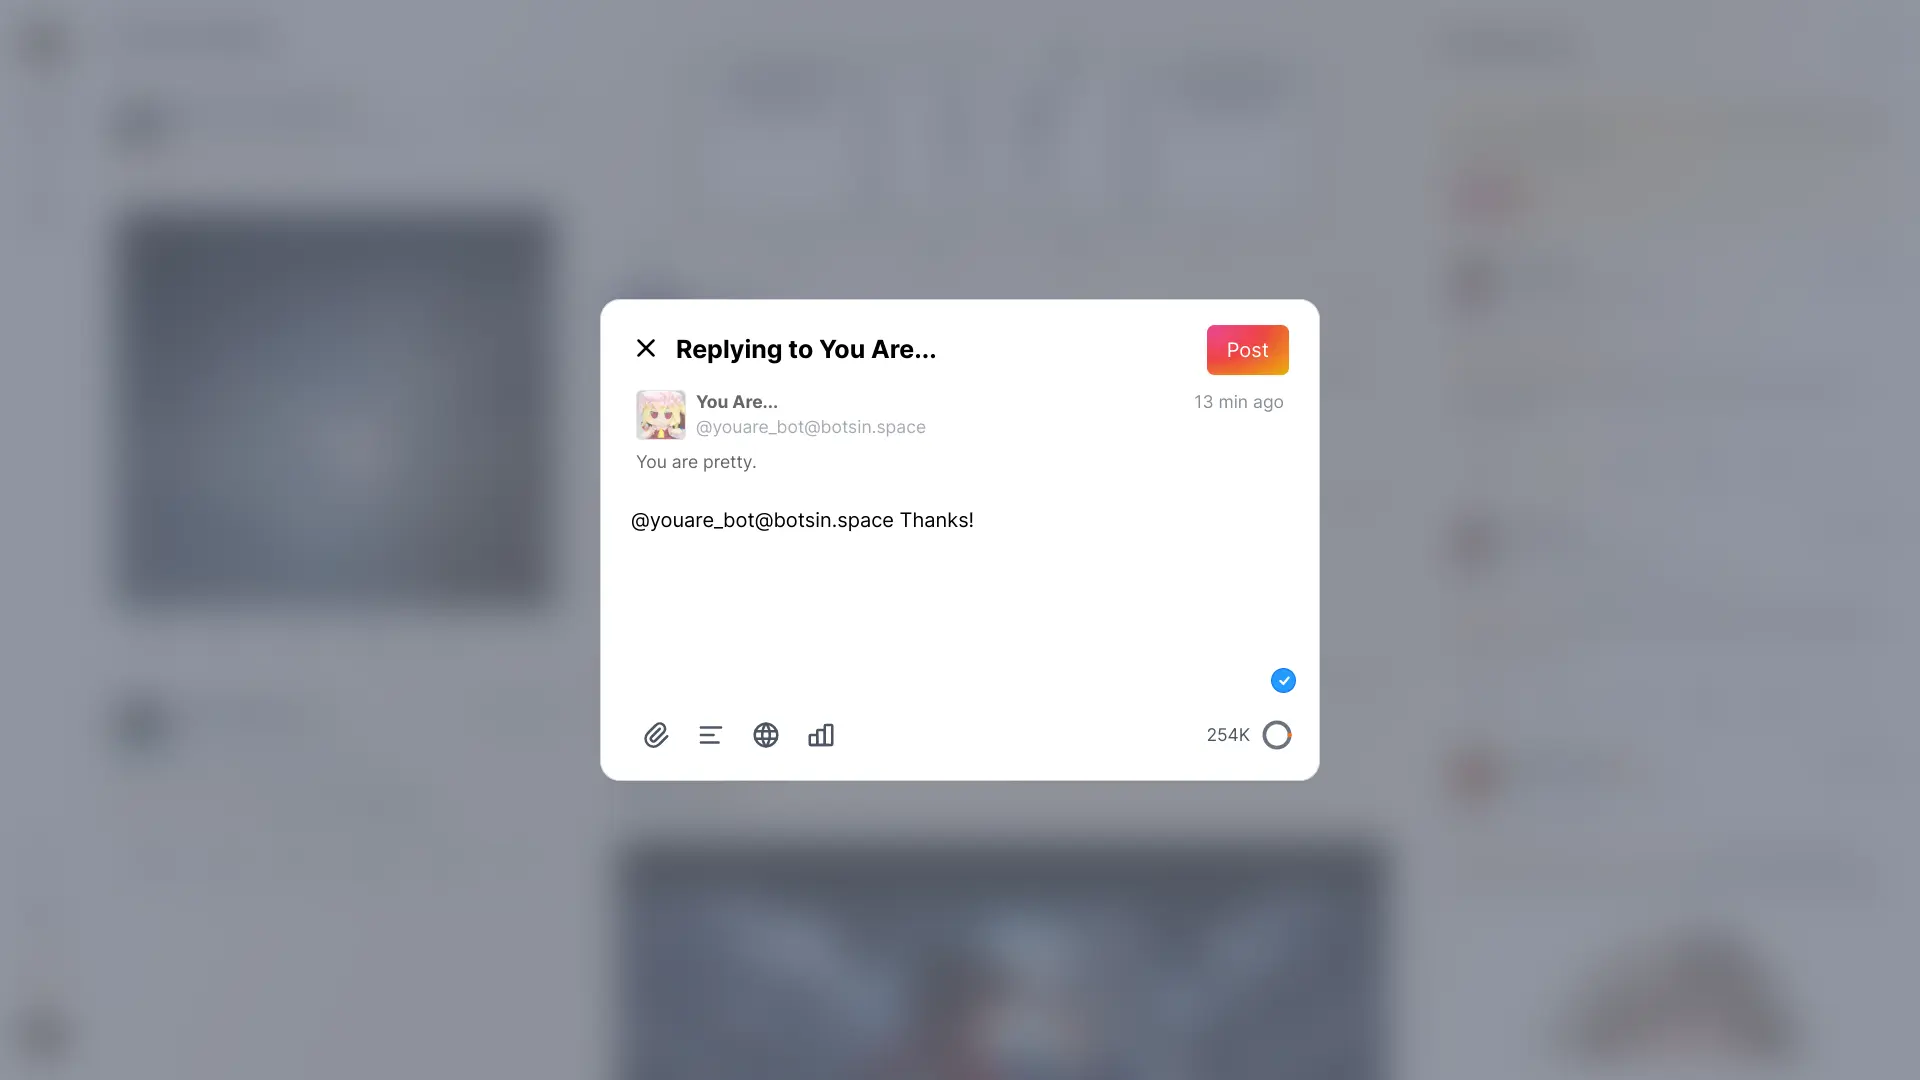 Replying to You Are...
Post
You Are...
13 min ago
@youare_bot@botsin.space
You are pretty.
@youare_bot@botsin.space Thanks!
254K